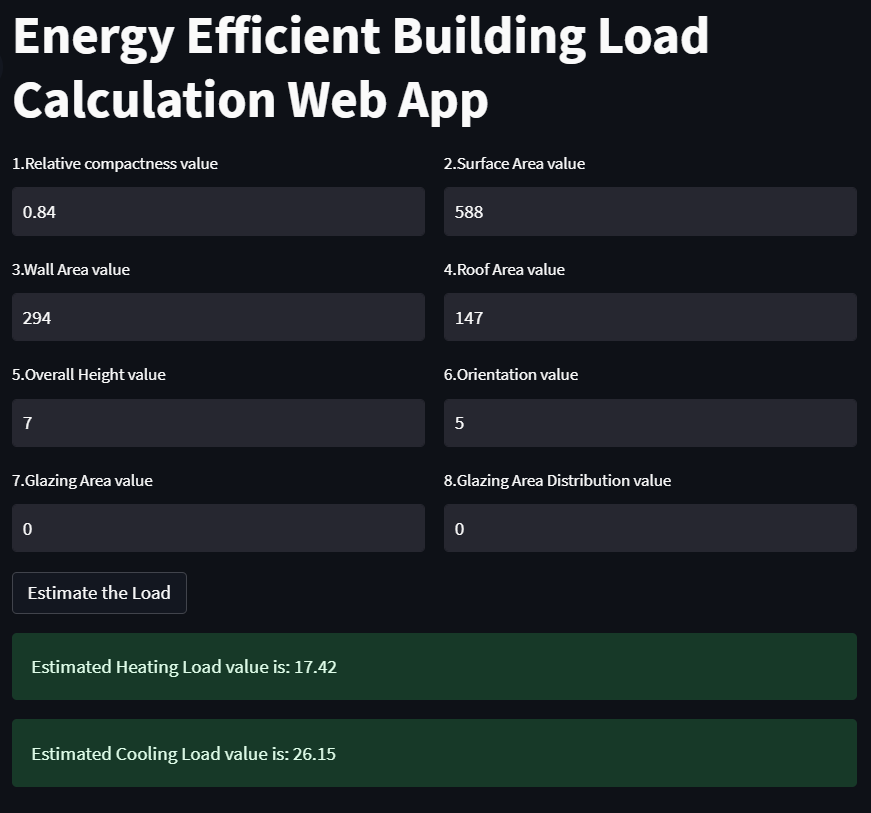 Energy Efficient Building Load
Calculation Web App
1.Relative compactness value
2.Surface Area value
0.84
588
3.Wall Area value
4.Roof Area value
294
147
5.Overall Height value
6.Orientation value
7
5
7.Glazing Area value
8.Glazing Area Distribution value
0
0
Estimate the Load
Estimated Heating Load value is: 17.42
Estimated Cooling Load value is: 26.15